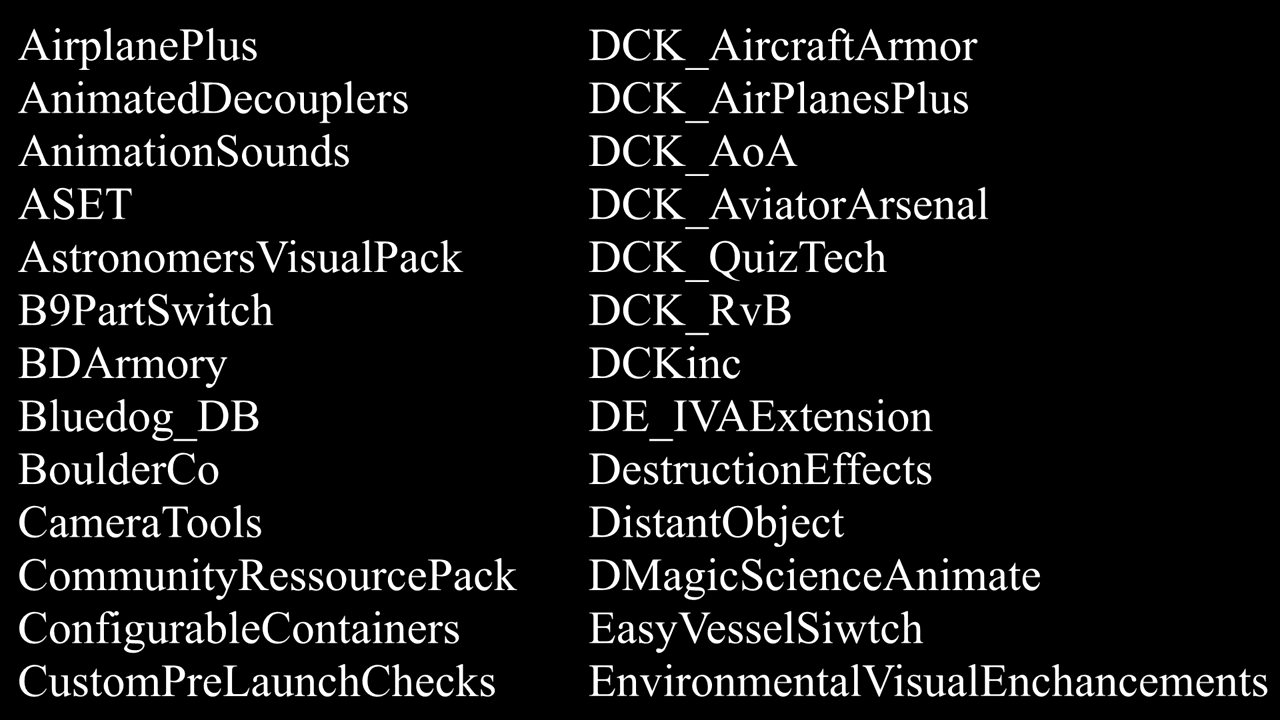 AirplanePlus
AnimatedDecouplers
AnimationSounds
ASET
AstronomersVisualPack
B9PartSwitch
BDArmory
Bluedog_DB
BoulderCo
CameraTools
CommunityRessourcePack
ConfigurableContainers
CustomPreLaunchChecks
DCK_AircraftArmor
DCK_AirPlanesPlus
DCK_AoA
DCK_AviatorArsenal
DCK_QuizTech
DCK_RvB
DCKinc
DE_IVAExtension
DestructionEffects
DistantObject
DMagicScienceAnimate
EasyVesselSiwtch
EnvironmentalVisualEnchancements